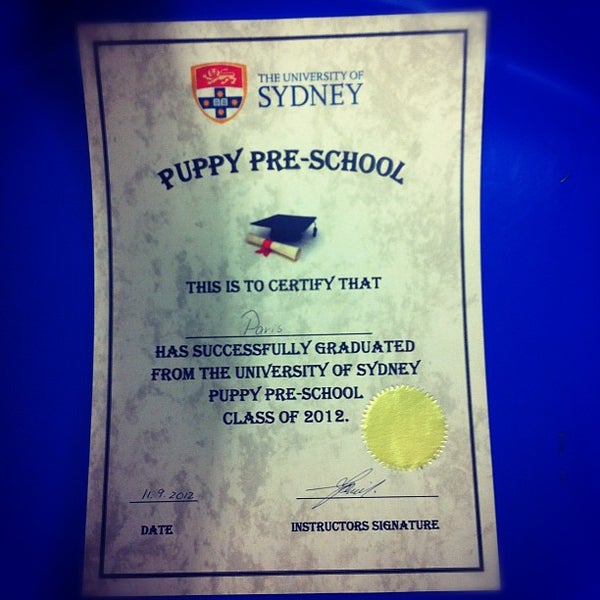 THE UNIVERSITY OF
SYDNEY
PUPPY PRE-SCHOOL
THIS IS TO CERTIFY THAT
Paris
HAS SUCCESSFULLY GRADUATED
FROM THE UNIVERSITY OF SYDNEY
PUPPY PRE-SCHOOL
CLASS OF 2012.
11.9.2012
DATE
INSTRUCTORS SIGNATURE